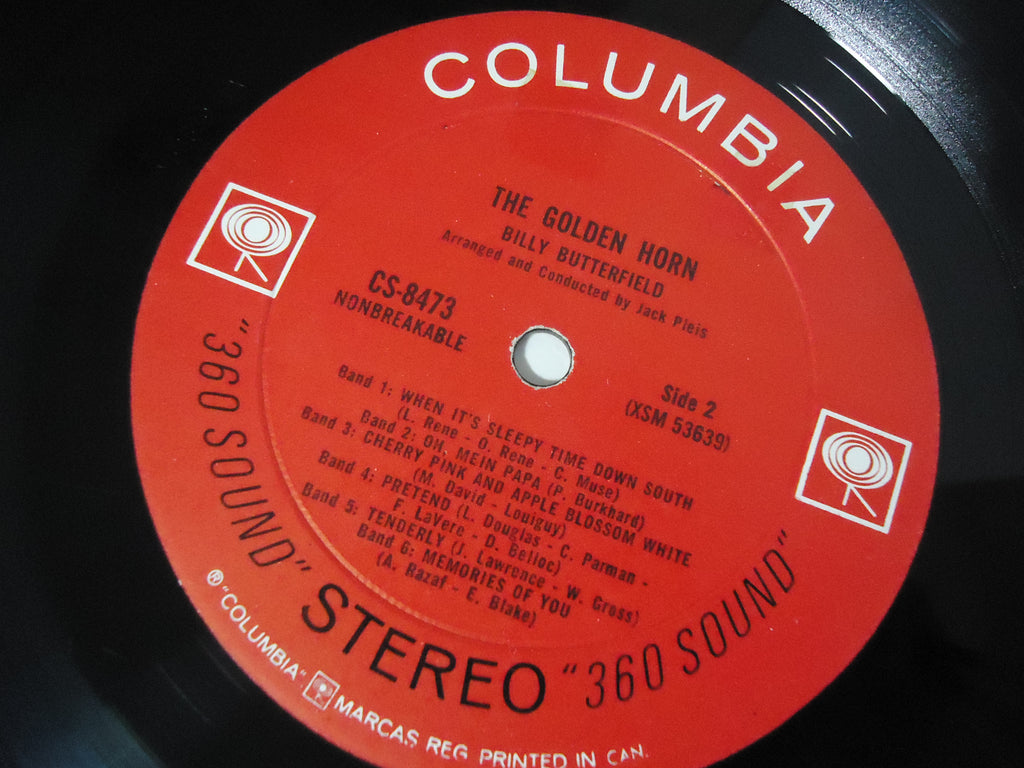 COLUMBIA
THE GOLDEN HORN
BILLY BUTTERFIELD
Arranged and Conducted by Jack Pleis
CS-8473
NONBREAKABLE
Side 2
(XSM 53639)
Band 1: WHEN IT'S SLEEPY TIME DOWN SOUTH
(L. Rene - O. Rene - C. Muse)
Band 2: OH, MEIN PAPA (P. Burkhard)
Band 3: CHERRY PINK AND APPLE BLOSSOM WHITE
(M. David - Louiguy)
Band 4: PRETEND (L. Douglas - C. Parman -
F. LaVere - D. Belloc)
Band 5: TENDERLY (J. Lawrence - W. Gross)
Band 6: MEMORIES OF YOU
(A. Razaf - E. Blake)
"360 SOUND"
STEREO
"360 SOUND"
® "COLUMBIA" MARCAS REG. PRINTED IN CAN.